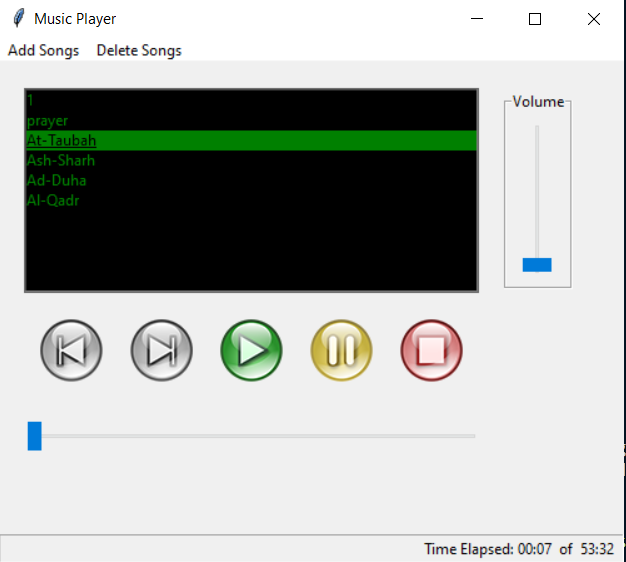 Music Player
Add Songs Delete Songs
1
prayer
At-Taubah
Ash-Sharh
Ad-Duha
Al-Qadr
Volume
Time Elapsed: 00:07 of 53:32